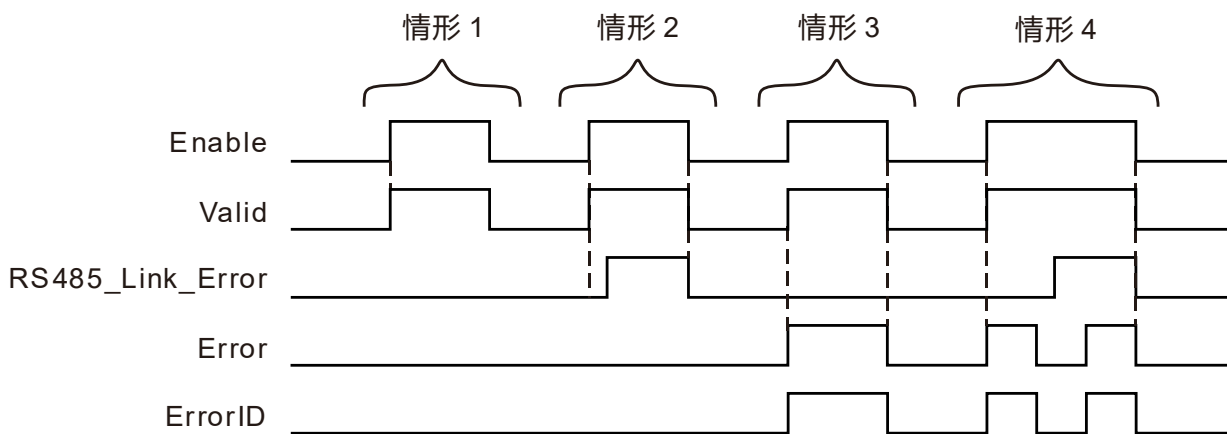 情形 1 情形 2 情形 3 情形 4
Enable
Valid
RS485_Link_Error
Error
ErrorID